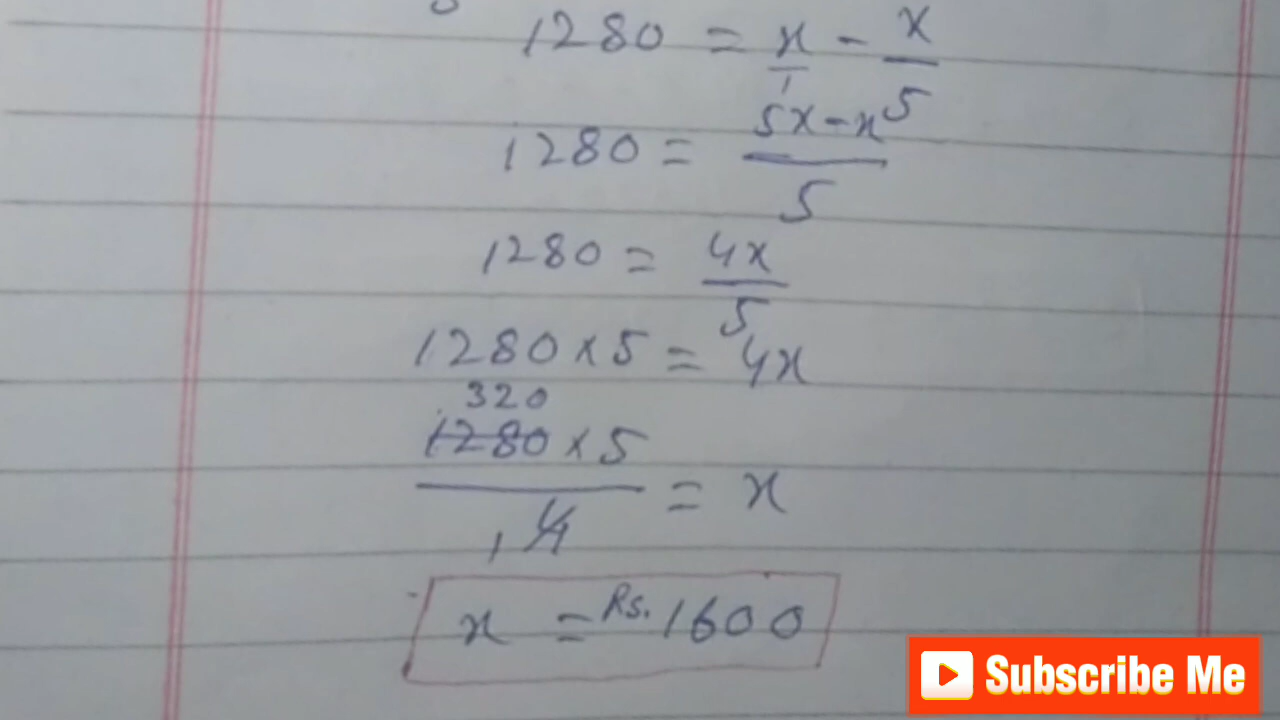 1280 = x/1 - x/5
1280 = 5x-x/5
1280 = 4x/5
1280 x 5 = 4x
320
1280 x 5/4 = x
1
x = Rs. 1600
Subscribe Me